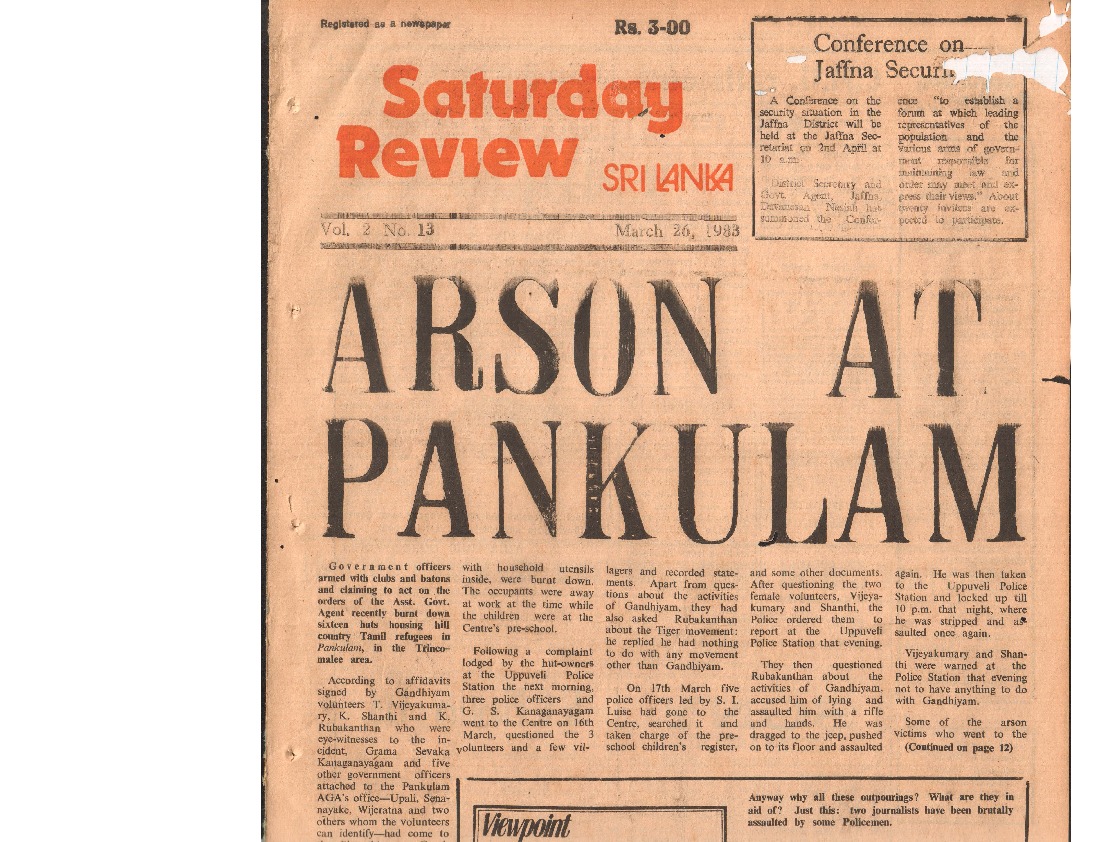 Registered as a newspaper
Rs. 3-00
Saturday
Review
SRI LANKA
Vol. 2 No. 13
March 26, 1983
Conference on
Jaffna
A Conference on the
security situation in the
Jaffna District will be
held at the Jaffna Sec-
retariat on 2nd April at
10 a.m
District Secretary and
Govt. Agent, Jaffna,
Devanesan Nesiah has
summoned the Confer-
ence "to establish a
forum at which leading
representatives of the
population and the
various arms of govern-
ment responsible for
maintaining law and
order may meet and ex-
press their views." About
twenty invitees are ex-
pected to participate.
ARSON AT
PANKULAM
Government officers
armed with clubs and batons
and claiming to act on the
orders of the Asst. Govt.
Agent recently burnt down
sixteen huts housing hill
country Tamil refugees in
Pankulam, in the Trinco-
malee area.
According to affidavits
signed by Gandhiyam
volunteers T. Vijeyakuma-
ry, K. Shanthi and K.
Rubakanthan who were
eye-witnesses to the in-
cident, Grama Sevaka
Kanaganayagam and five
other government officers
attached to the Pankulam
AGA's office—Upali, Sena-
nayake, Wijeratna and two
others whom the volunteers
can identify—had come to
with household utensils
inside, were burnt down.
The occupants were away
at work at the time while
the children were at the
Centre's pre-school.
Following a complaint
lodged by the hut-owners
at the Uppuveli Police
Station the next morning,
three police officers and
G. S. Kanaganayagam
went to the Centre on 16th
March, questioned the 3
volunteers and a few vil-
lagers and recorded state-
ments. Apart from ques-
tions about the activities
of Gandhiyam, they had
also asked Rubakanthan
about the Tiger movement:
he replied he had nothing
to do with any movement
other than Gandhiyam.
On 17th March five
police officers led by S. I.
Luise had gone to the
Centre, searched it and
taken charge of the pre-
school children's register,
and some other documents.
After questioning the two
female volunteers, Vijeya-
kumary and Shanthi, the
Police ordered them to
report at the Uppuveli
Police Station that evening.
They then questioned
Rubakanthan about the
activities of Gandhiyam,
accused him of lying and
assaulted him with a rifle
and hands. He was
dragged to the jeep, pushed
on to its floor and assaulted
again. He was then taken
to the Uppuveli Police
Station and locked up till
10 p.m. that night, where
he was stripped and as-
saulted once again.
Vijeyakumary and Shan-
thi were warned at the
Police Station that evening
not to have anything to do
with Gandhiyam.
Some of the arson
victims who went to the
(Continued on page 12)
Viewpoint
Anyway why all these outpourings? What are they in
aid of? Just this: two journalists have been brutally
assaulted by some Policemen.